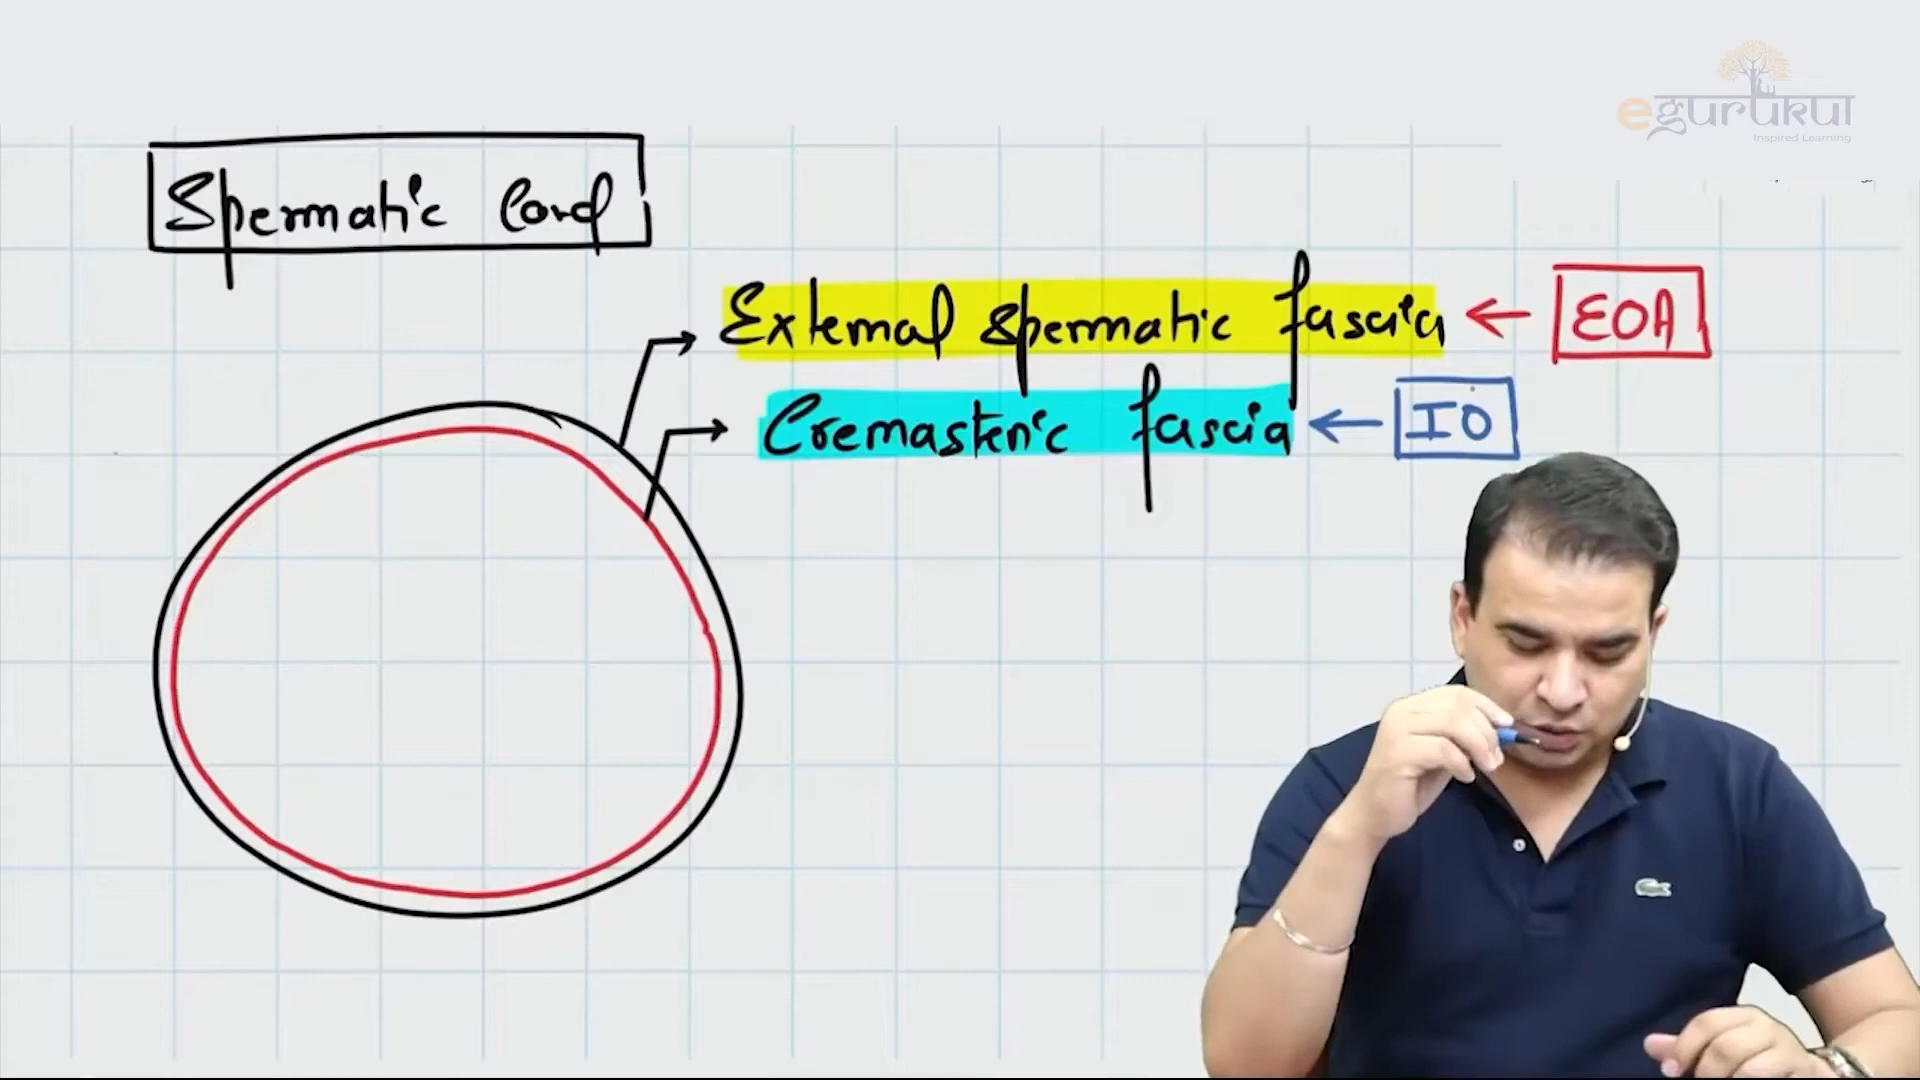 egurukul
Inspired Learning
Spermatic Cord
External spermatic fascia ← EOA
Cremasteric fascia ← IO